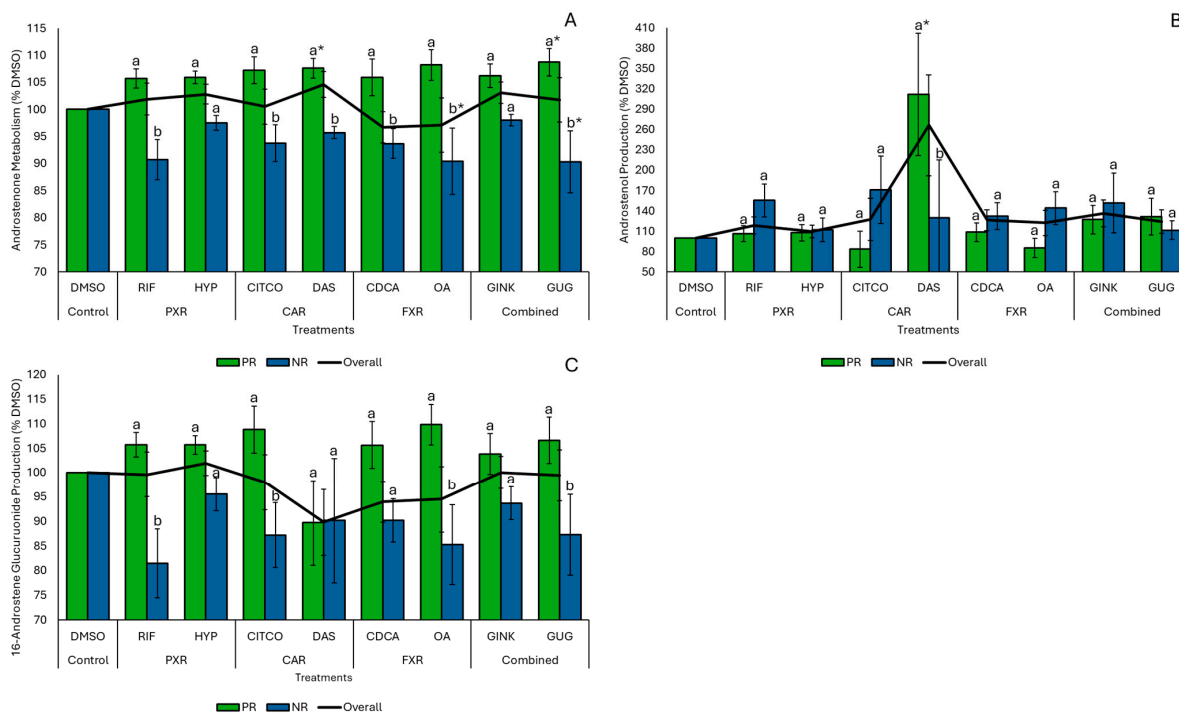 A
Androstenone Metabolism (% DMSO)
115
110
105
100
95
90
85
80
75
70
a a a a* a a a a*
b a b b b b* a b*
DMSO RIF HYP CITCO DAS CDCA OA GINK GUG
Control PXR CAR FXR Combined
Treatments
PR NR Overall
B
Androstenol Production (% DMSO)
410
380
350
320
290
260
230
200
170
140
110
80
50
a*
a a a a b a a a a a a
a a a a a
DMSO RIF HYP CITCO DAS CDCA OA GINK GUG
Control PXR CAR FXR Combined
Treatments
PR NR Overall
C
16-Androstene Glucuruonide Production (% DMSO)
120
115
110
105
100
95
90
85
80
75
70
a a a a a a a a
b a b a a b a b
DMSO RIF HYP CITCO DAS CDCA OA GINK GUG
Control PXR CAR FXR Combined
Treatments
PR NR Overall